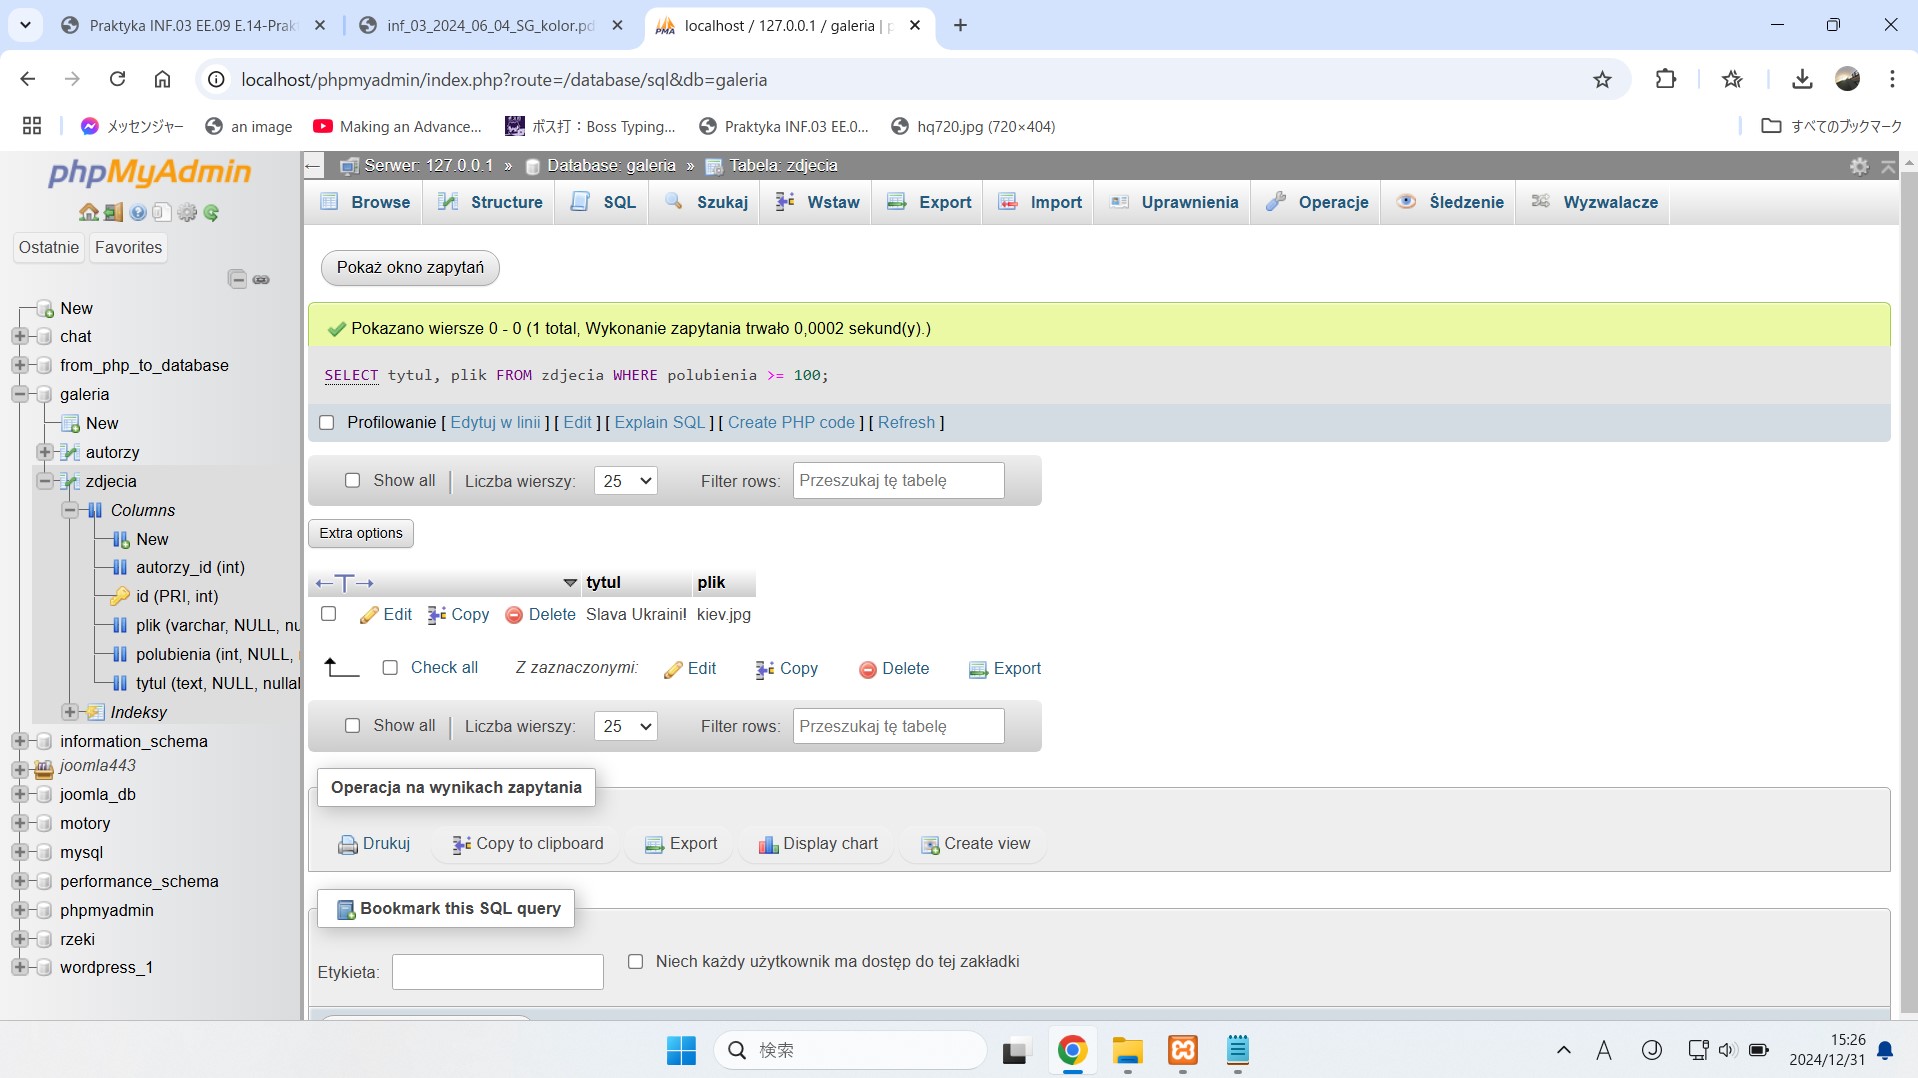 Praktyka INF.03 EE.09 E.14-Prak
inf_03_2024_06_04_SG_kolor.pd
localhost / 127.0.0.1 / galeria | p
localhost/phpmyadmin/index.php?route=/database/sql&db=galeria
メッセンジャー
an image
Making an Advance...
ボス打：Boss Typing...
Praktyka INF.03 EE.0...
hq720.jpg (720×404)
すべてのブックマーク
phpMyAdmin
Ostatnie Favorites
New
chat
from_php_to_database
galeria
New
autorzy
zdjecia
Columns
New
autorzy_id (int)
id (PRI, int)
plik (varchar, NULL, nu
polubienia (int, NULL,
tytul (text, NULL, nullal
Indeksy
information_schema
joomla443
joomla_db
motory
mysql
performance_schema
phpmyadmin
rzeki
wordpress_1
Serwer: 127.0.0.1 » Database: galeria » Tabela: zdjecia
Browse Structure SQL Szukaj Wstaw Export Import Uprawnienia Operacje Śledzenie Wyzwalacze
Pokaż okno zapytań
Pokazano wiersze 0 - 0 (1 total, Wykonanie zapytania trwało 0,0002 sekund(y).)
SELECT tytul, plik FROM zdjecia WHERE polubienia >= 100;
Profilowanie [ Edytuj w linii ] [ Edit ] [ Explain SQL ] [ Create PHP code ] [ Refresh ]
Show all | Liczba wierszy: 25 Filter rows: Przeszukaj tę tabelę
Extra options
←T→ tytul plik
Edit Copy Delete Slava Ukraini! kiev.jpg
Check all Z zaznaczonymi: Edit Copy Delete Export
Show all | Liczba wierszy: 25 Filter rows: Przeszukaj tę tabelę
Operacja na wynikach zapytania
Drukuj Copy to clipboard Export Display chart Create view
Bookmark this SQL query
Etykieta: Niech każdy użytkownik ma dostęp do tej zakładki
検索
A
15:26
2024/12/31